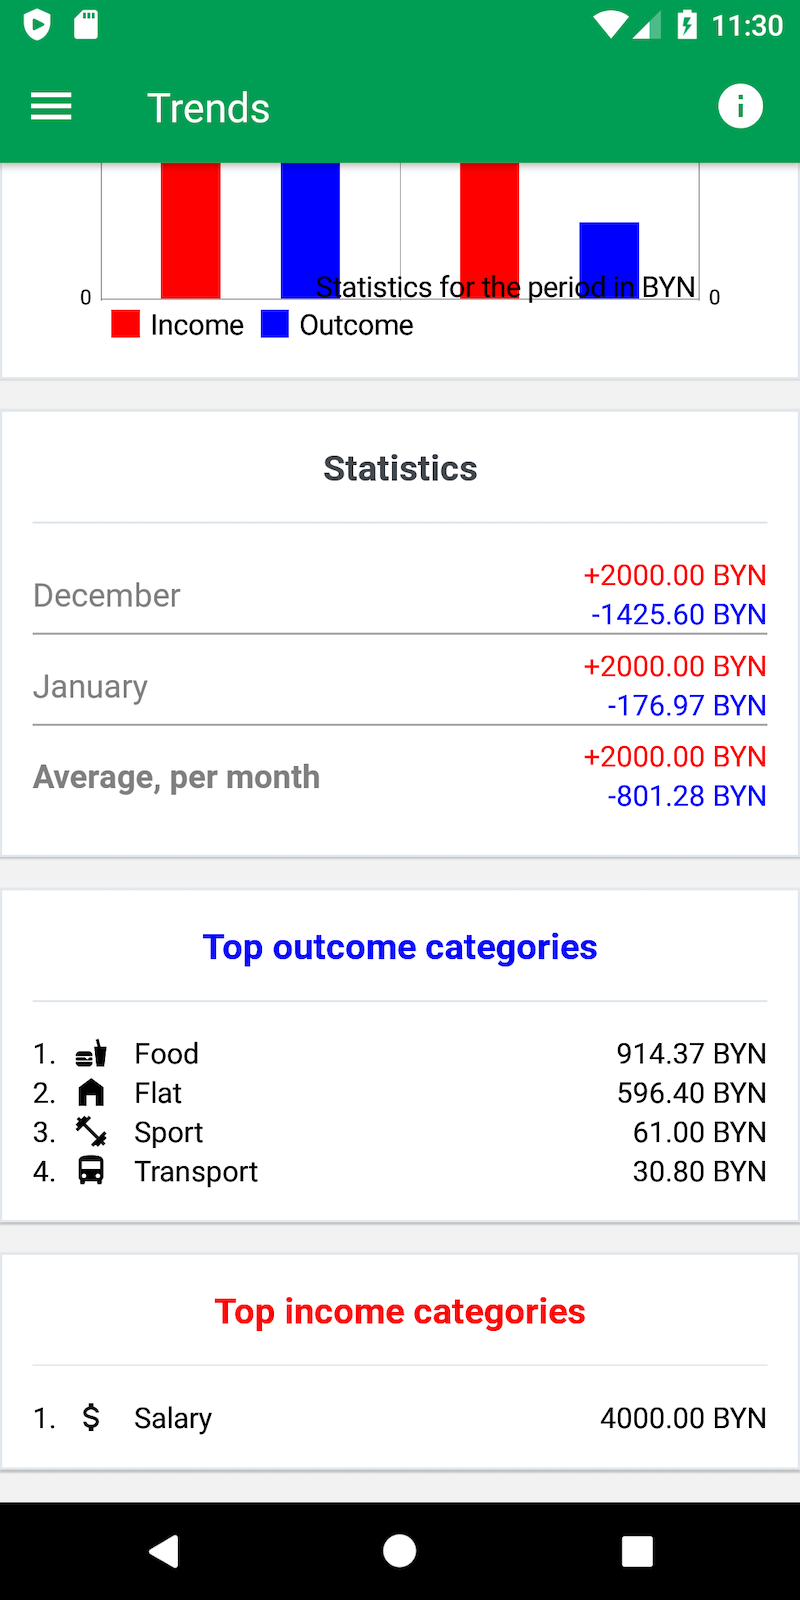 11:30
Trends
0
Statistics for the period in BYN
0
Income
Outcome
Statistics
December
+2000.00 BYN
-1425.60 BYN
January
+2000.00 BYN
-176.97 BYN
Average, per month
+2000.00 BYN
-801.28 BYN
Top outcome categories
1. Food 914.37 BYN
2. Flat 596.40 BYN
3. Sport 61.00 BYN
4. Transport 30.80 BYN
Top income categories
1. $ Salary 4000.00 BYN